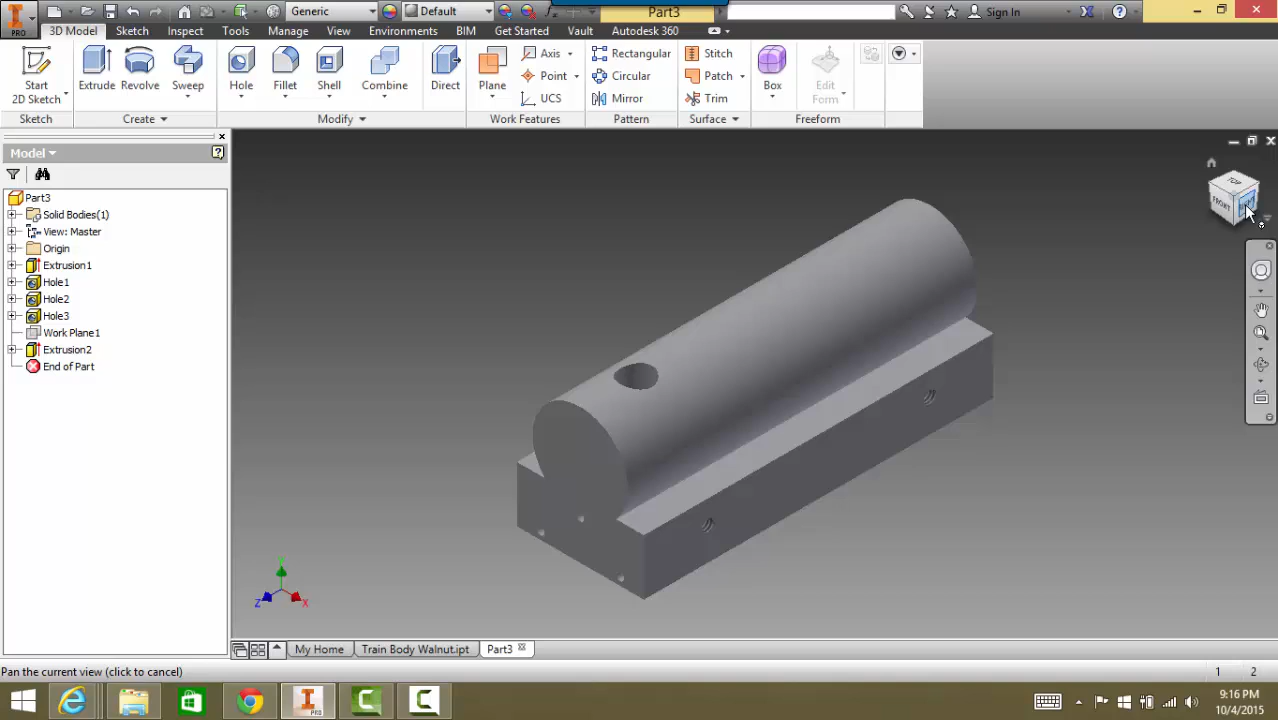 Generic
Default
Part3
Sign In
PRO
3D Model
Sketch
Inspect
Tools
Manage
View
Environments
BIM
Get Started
Vault
Autodesk 360
Start
2D Sketch
Extrude
Revolve
Sweep
Hole
Fillet
Shell
Combine
Direct
Plane
Axis
Point
UCS
Rectangular
Circular
Mirror
Stitch
Patch
Trim
Box
Edit
Form
Sketch
Create
Modify
Work Features
Pattern
Surface
Freeform
Model
Part3
Solid Bodies(1)
View: Master
Origin
Extrusion1
Hole1
Hole2
Hole3
Work Plane1
Extrusion2
End of Part
TOP
FRONT
Z
X
My Home
Train Body Walnut.ipt
Part3
Pan the current view (click to cancel)
1
2
PRO
9:16 PM
10/4/2015